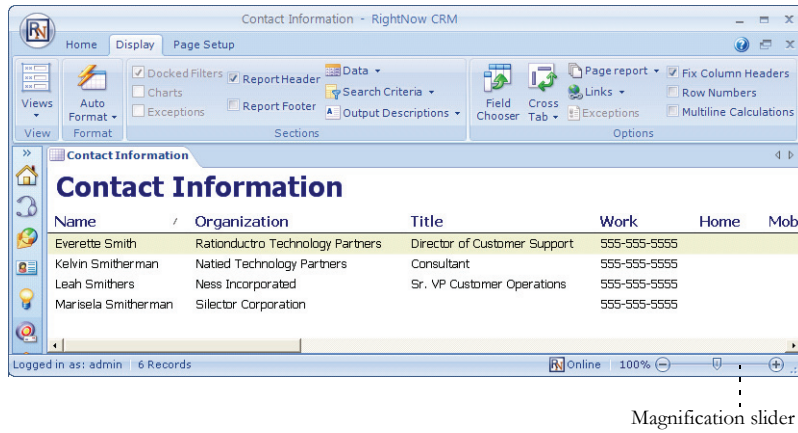 Contact Information - RightNow CRM
Home Display Page Setup
Views
View
Auto Format
Format
Docked Filters
Charts
Exceptions
Report Header
Report Footer
Data
Search Criteria
Output Descriptions
Sections
Field Chooser
Cross Tab
Page report
Links
Exceptions
Fix Column Headers
Row Numbers
Multiline Calculations
Options
Contact Information
Contact Information
Name / Organization Title Work Home Mob
Everette Smith Rationductro Technology Partners Director of Customer Support 555-555-5555
Kelvin Smitherman Natied Technology Partners Consultant 555-555-5555
Leah Smithers Ness Incorporated Sr. VP Customer Operations 555-555-5555
Marisela Smitherman Silector Corporation 555-555-5555
Logged in as: admin 6 Records Online 100%
Magnification slider